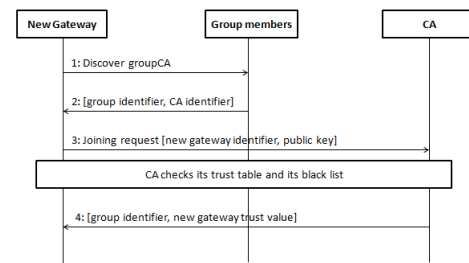 New Gateway
Group members
CA
1: Discover groupCA
2: [group identifier, CA identifier]
3: Joining request [new gateway identifier, public key]
CA checks its trust table and its black list
4: [group identifier, new gateway trust value]